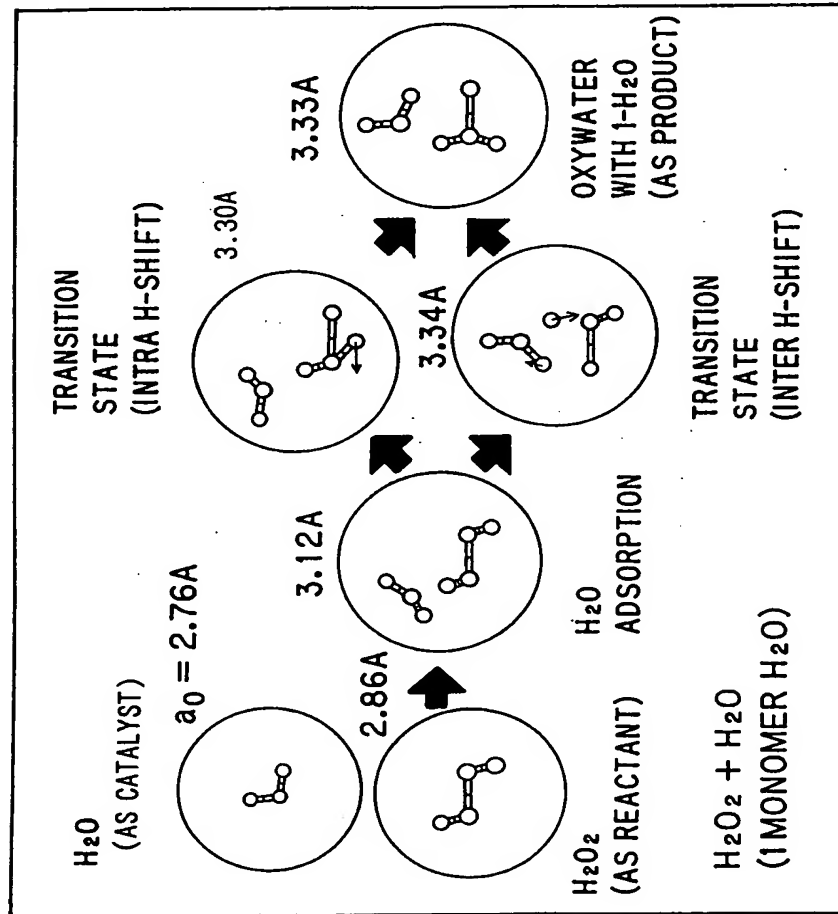 H₂O
(AS CATALYST)
a₀ = 2.76A
2.86A
H₂O₂
(AS REACTANT)
3.12A
H₂O
ADSORPTION
TRANSITION
STATE
(INTRA H-SHIFT)
3.30A
3.34A
TRANSITION
STATE
(INTER H-SHIFT)
3.33A
OXYWATER
WITH 1-H₂O
(AS PRODUCT)
H₂O₂ + H₂O
(1MONOMER H₂O)